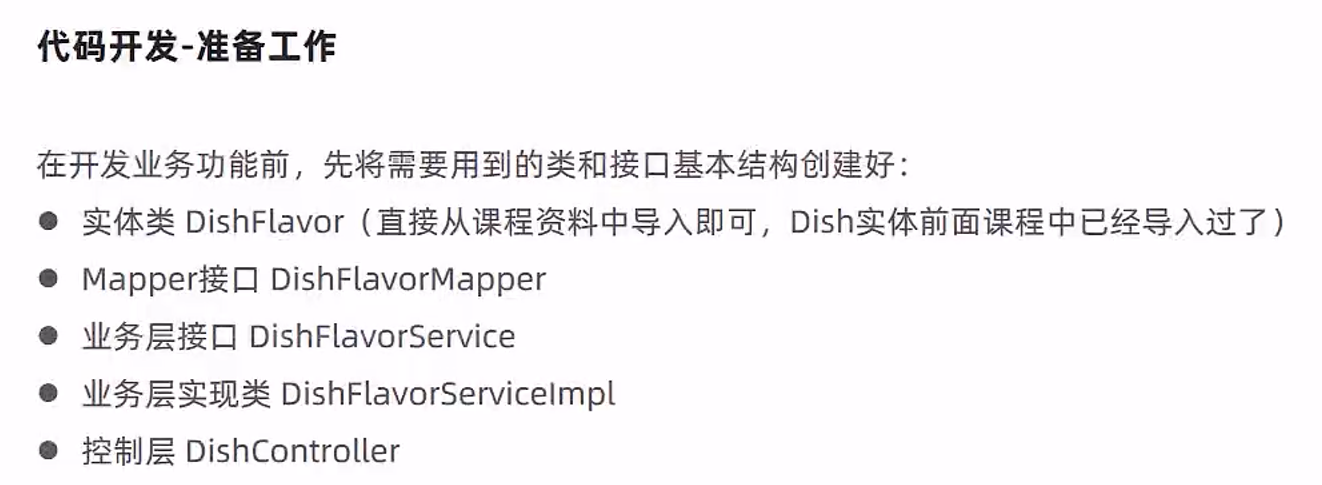 代码开发-准备工作
在开发业务功能前，先将需要用到的类和接口基本结构创建好：
● 实体类 DishFlavor（直接从课程资料中导入即可，Dish实体前面课程中已经导入过了）
● Mapper接口 DishFlavorMapper
● 业务层接口 DishFlavorService
● 业务层实现类 DishFlavorServiceImpl
● 控制层 DishController